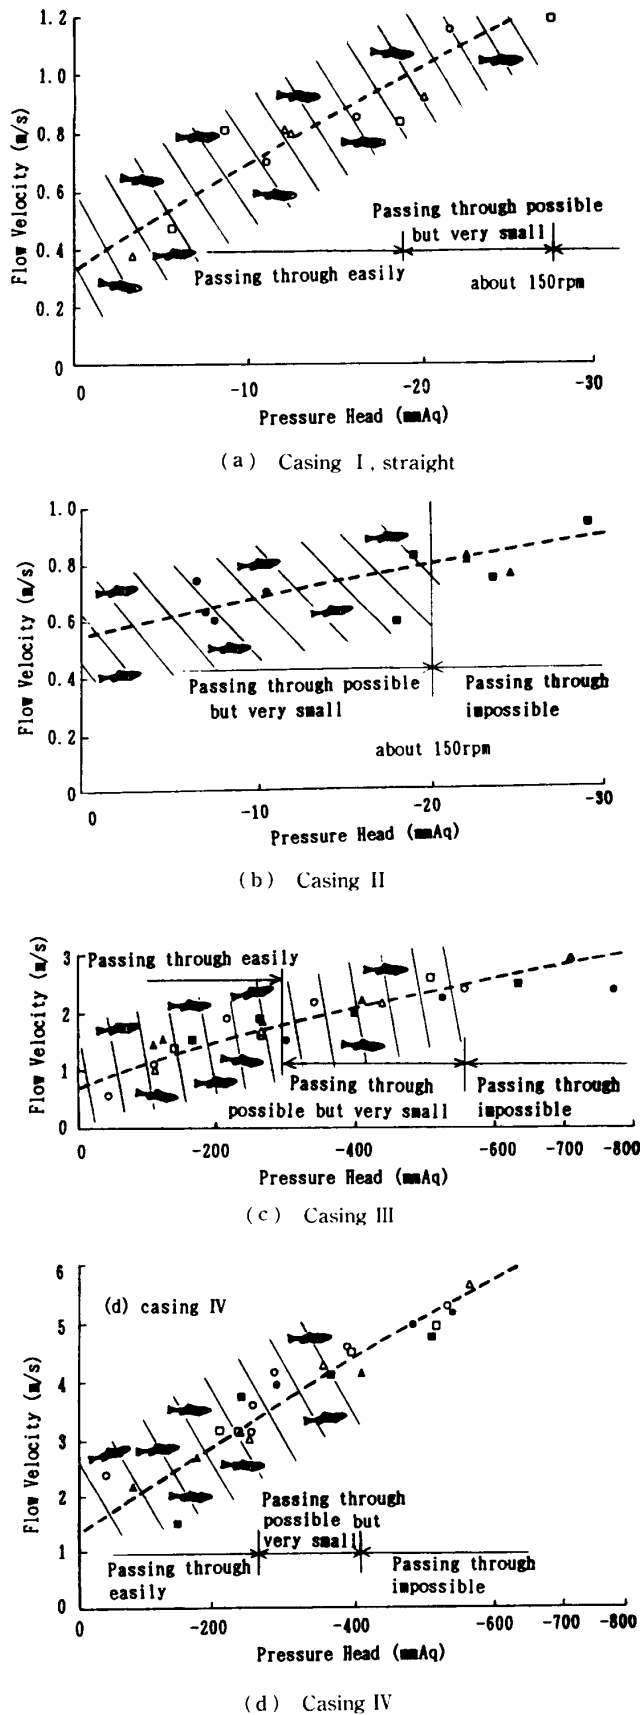 1.2
1.0
0.8
0.6
0.4
0.2
0
Flow Velocity (m/s)
Passing through possible
but very small
Passing through easily
about 150rpm
0 -10 -20 -30
Pressure Head (mmAq)
(a) Casing I, straight
1.0
0.8
0.6
0.4
0.2
0
Flow Velocity (m/s)
Passing through possible
but very small
Passing through
impossible
about 150rpm
0 -10 -20 -30
Pressure Head (mmAq)
(b) Casing II
3
2
1
0
Flow Velocity (m/s)
Passing through easily
Passing through
possible but very small
Passing through
impossible
-200 -400 -600 -700 -800
Pressure Head (mmAq)
(c) Casing III
6
5
4
3
2
1
0
Flow Velocity (m/s)
(d) casing IV
Passing through
possible but
very small
Passing through
easily
Passing through
impossible
0 -200 -400 -600 -700 -800
Pressure Head (mmAq)
(d) Casing IV